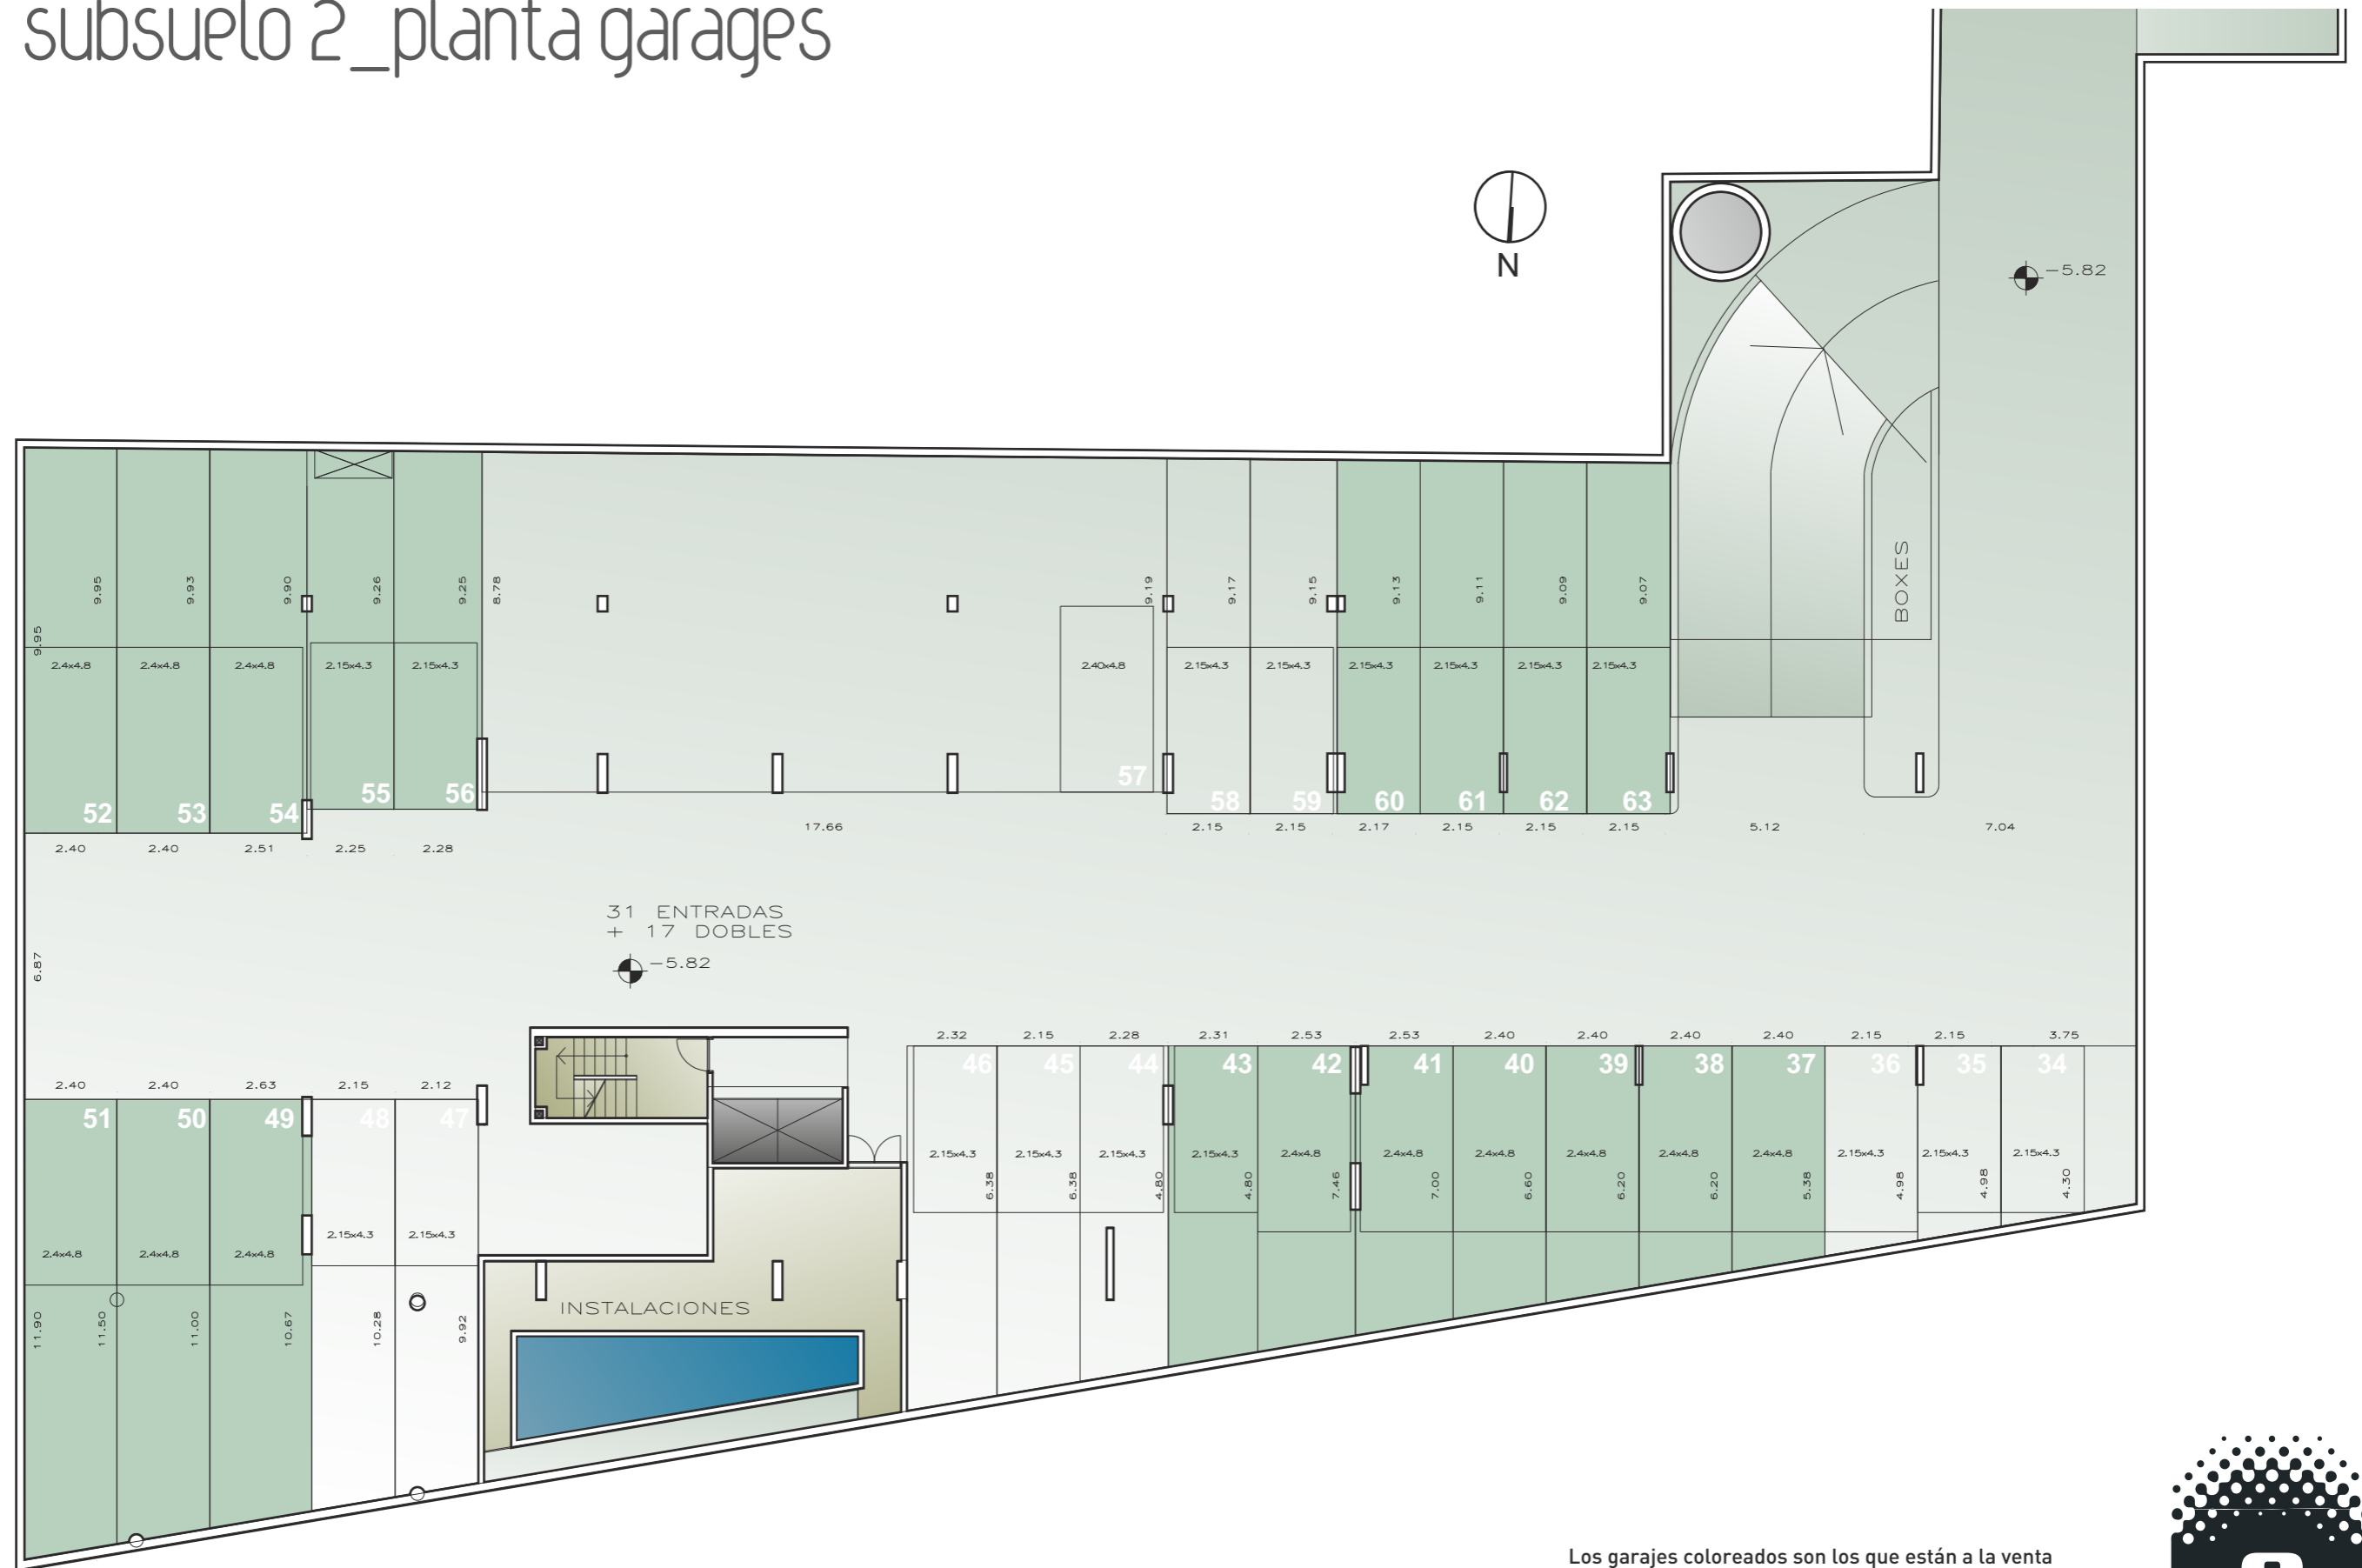 subsuelo 2_planta garages
N
-5.82
BOXES
9.95 9.93 9.90 9.26 9.25 8.78 9.19 9.17 9.15 9.13 9.11 9.09 9.07
9.95
2.4x4.8 2.4x4.8 2.4x4.8 2.15x4.3 2.15x4.3 2.40x4.8 2.15x4.3 2.15x4.3 2.15x4.3 2.15x4.3 2.15x4.3 2.15x4.3
52 53 54 55 56 57 58 59 60 61 62 63
17.66 2.15 2.15 2.17 2.15 2.15 2.15 5.12 7.04
2.40 2.40 2.51 2.25 2.28
31 ENTRADAS
+ 17 DOBLES
-5.82
6.87
2.32 2.15 2.28 2.31 2.53 2.53 2.40 2.40 2.40 2.40 2.15 2.15 3.75
46 45 44 43 42 41 40 39 38 37 36 35 34
2.40 2.40 2.63 2.15 2.12
51 50 49 48 47
2.15x4.3 2.15x4.3 2.15x4.3 2.15x4.3 2.4x4.8 2.4x4.8 2.4x4.8 2.4x4.8 2.4x4.8 2.4x4.8 2.15x4.3 2.15x4.3 2.15x4.3
6.38 6.38 4.80 4.80 7.46 7.00 6.60 6.20 6.20 5.38 4.98 4.98 4.30
2.15x4.3 2.15x4.3
2.4x4.8 2.4x4.8 2.4x4.8
INSTALACIONES
11.90 11.50 11.00 10.67 10.28 9.92
Los garajes coloreados son los que están a la venta